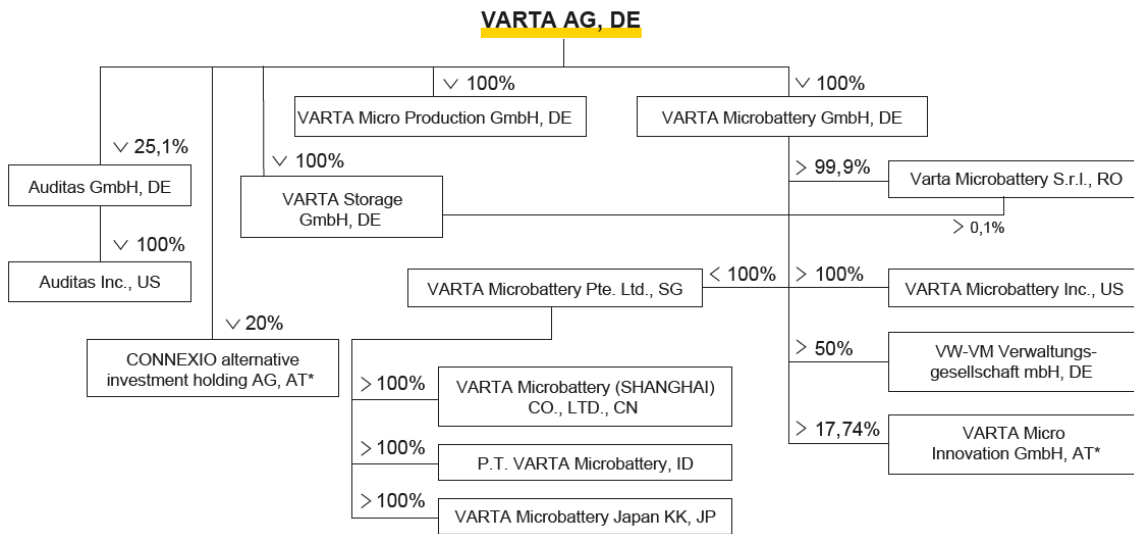 VARTA AG, DE
> 100%
> 100%
VARTA Micro Production GmbH, DE
VARTA Microbattery GmbH, DE
> 25,1%
> 100%
> 99,9%
Auditas GmbH, DE
VARTA Storage
GmbH, DE
Varta Microbattery S.r.l., RO
> 0,1%
> 100%
Auditas Inc., US
< 100%
> 100%
VARTA Microbattery Pte. Ltd., SG
VARTA Microbattery Inc., US
> 20%
CONNEXIO alternative
investment holding AG, AT*
> 50%
VW-VM Verwaltungs-
gesellschaft mbH, DE
> 100%
VARTA Microbattery (SHANGHAI)
CO., LTD., CN
> 17,74%
VARTA Micro
Innovation GmbH, AT*
> 100%
P.T. VARTA Microbattery, ID
> 100%
VARTA Microbattery Japan KK, JP